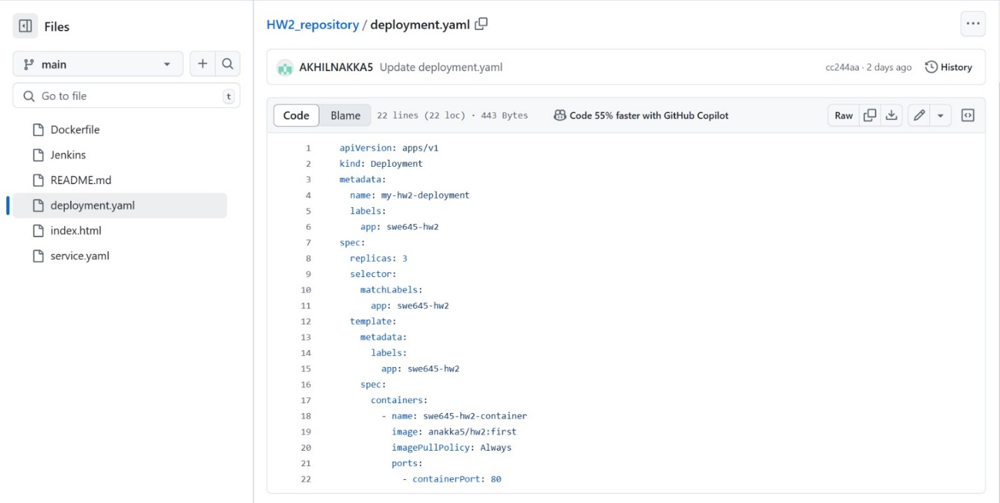 Files
main
Go to file
t
Dockerfile
Jenkins
README.md
deployment.yaml
index.html
service.yaml
HW2_repository / deployment.yaml
AKHILNAKKA5 Update deployment.yaml
cc244aa · 2 days ago
History
Code
Blame
22 lines (22 loc) · 443 Bytes
Code 55% faster with GitHub Copilot
Raw
1 apiVersion: apps/v1
2 kind: Deployment
3 metadata:
4   name: my-hw2-deployment
5   labels:
6     app: swe645-hw2
7 spec:
8   replicas: 3
9   selector:
10     matchLabels:
11       app: swe645-hw2
12   template:
13     metadata:
14       labels:
15         app: swe645-hw2
16     spec:
17       containers:
18         - name: swe645-hw2-container
19           image: anakka5/hw2:first
20           imagePullPolicy: Always
21           ports:
22             - containerPort: 80